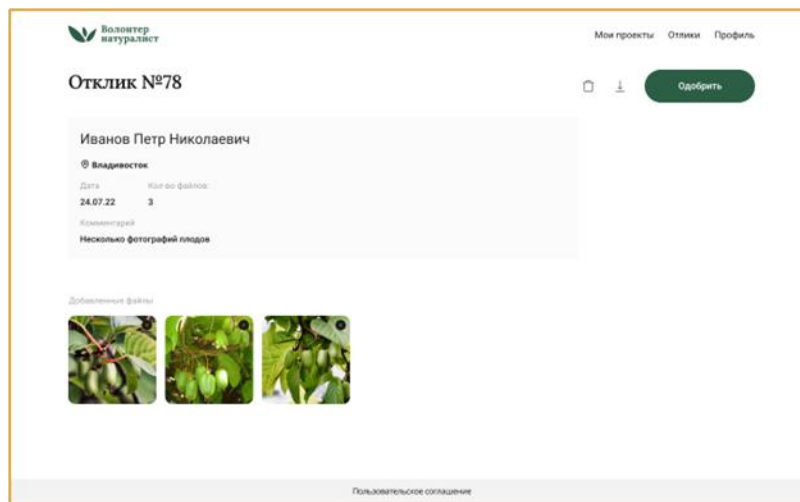 Волонтер
натуралист
Мои проекты Отлики Профиль
Отклик №78
Одобрить
Иванов Петр Николаевич
Владивосток
Дата Кол-во файлов:
24.07.22 3
Комментарий
Несколько фотографий плодов
Добавленные файлы
Пользовательское соглашение